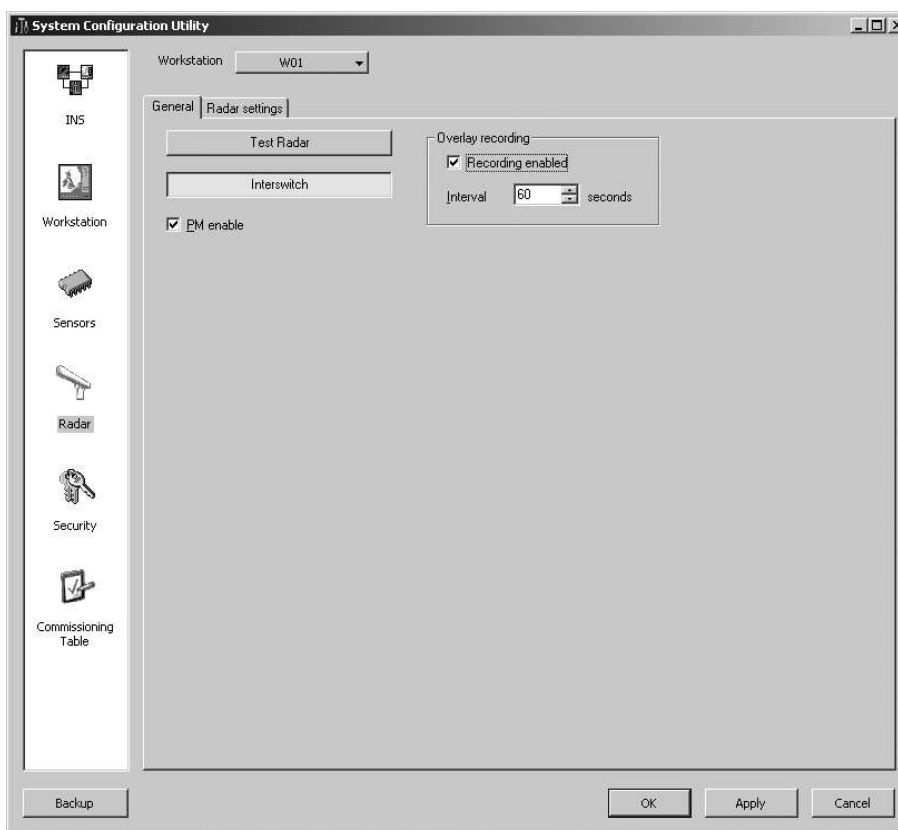 System Configuration Utility
Workstation W01
General Radar settings
Test Radar
Interswitch
PM enable
Overlay recording
Recording enabled
Interval 60 seconds
INS
Workstation
Sensors
Radar
Security
Commissioning
Table
Backup
OK
Apply
Cancel